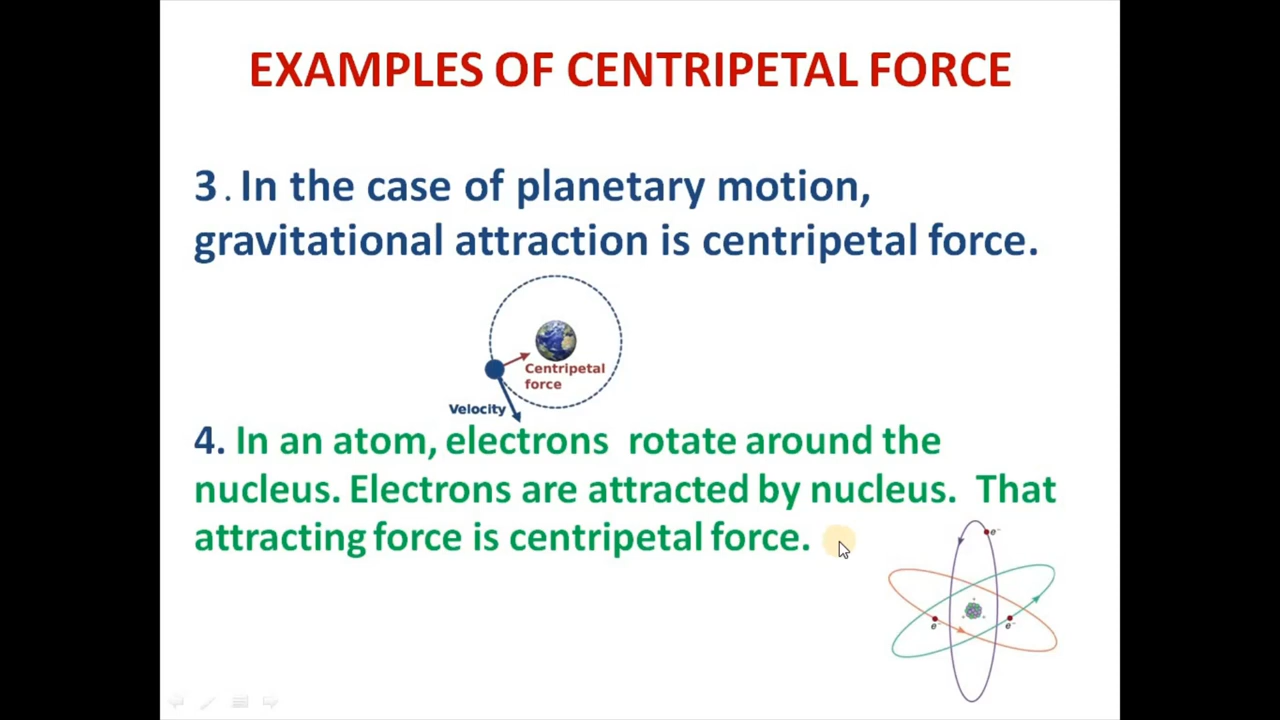 EXAMPLES OF CENTRIPETAL FORCE
3 . In the case of planetary motion,
gravitational attraction is centripetal force.
Centripetal
force
Velocity
4. In an atom, electrons rotate around the
nucleus. Electrons are attracted by nucleus. That
attracting force is centripetal force.
e⁻
e⁻
e⁻